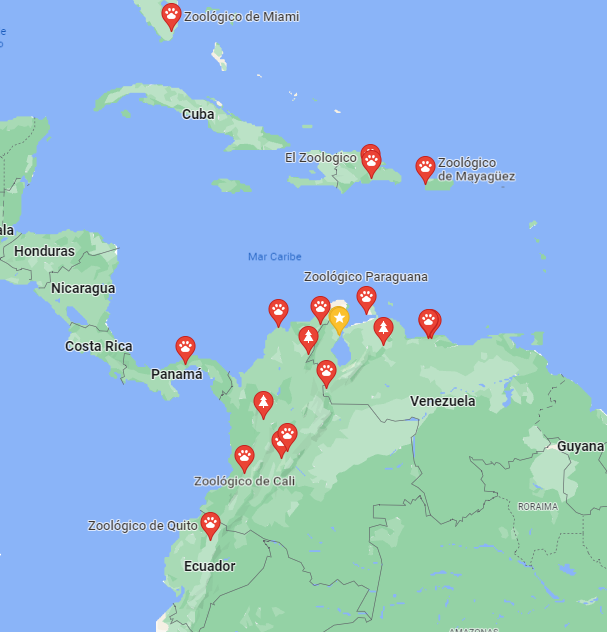 Zoológico de Miami
e
o
Cuba
El Zoologico
Zoológico
de Mayagüez
ala
Honduras
Mar Caribe
Zoológico Paraguana
Nicaragua
Costa Rica
Panamá
Venezuela
Guyana
Zoológico de Cali
RORAIMA
Zoológico de Quito
Ecuador
AMAZONAS